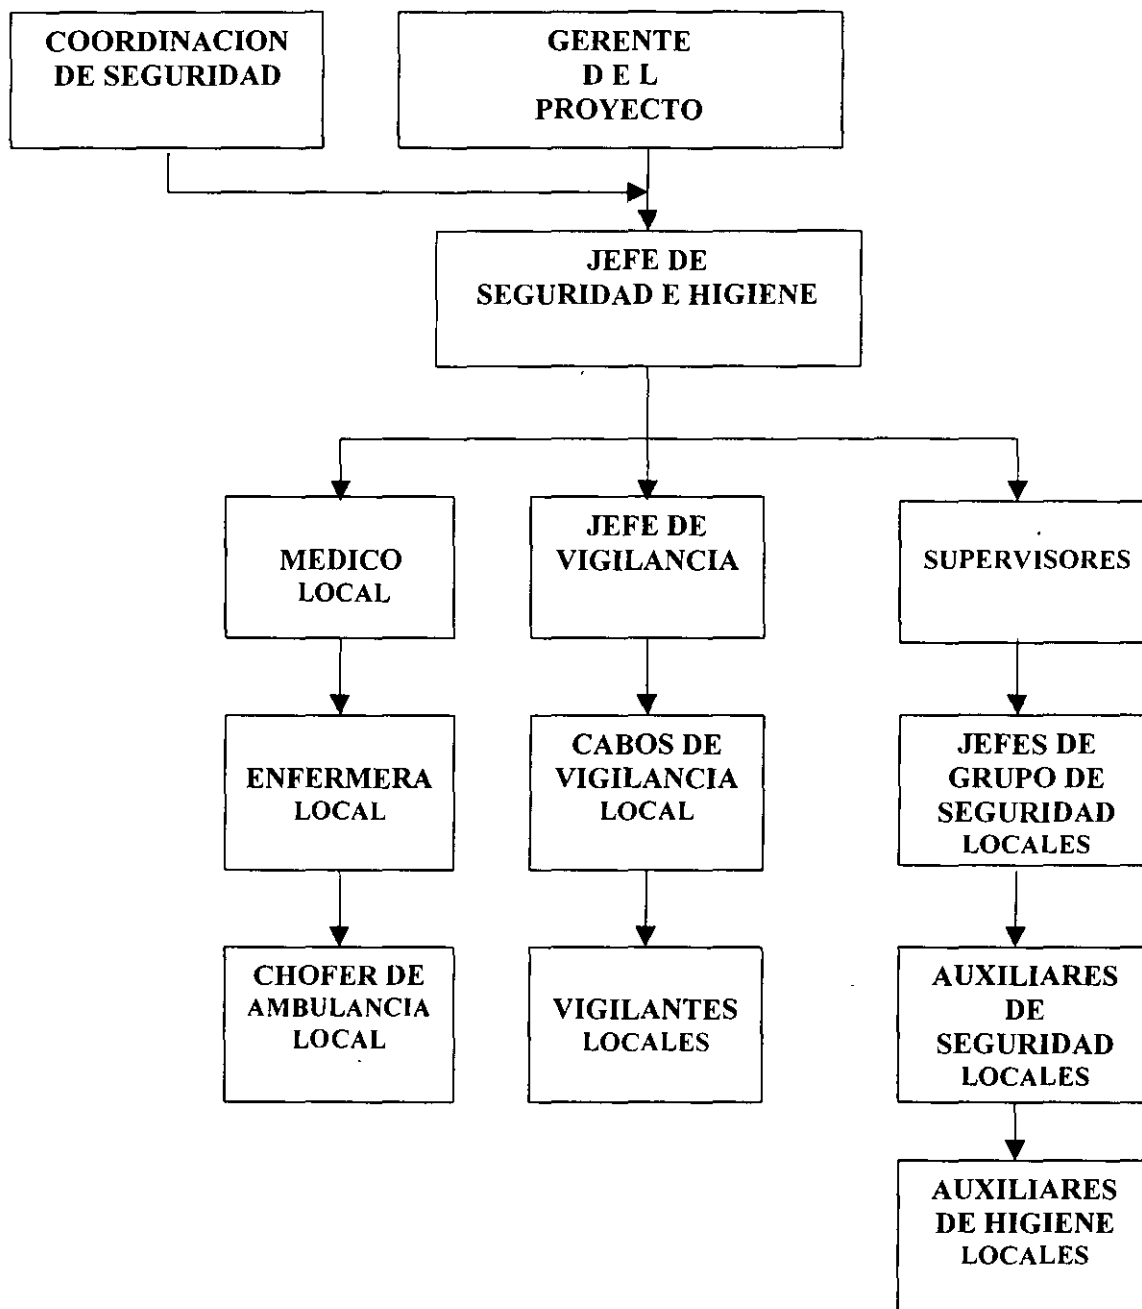 COORDINACION
DE SEGURIDAD
GERENTE
D E L
PROYECTO
JEFE DE
SEGURIDAD E HIGIENE
MEDICO
LOCAL
JEFE DE
VIGILANCIA
SUPERVISORES
ENFERMERA
LOCAL
CABOS DE
VIGILANCIA
LOCAL
JEFES DE
GRUPO DE
SEGURIDAD
LOCALES
CHOFER DE
AMBULANCIA
LOCAL
VIGILANTES
LOCALES
AUXILIARES
DE
SEGURIDAD
LOCALES
AUXILIARES
DE HIGIENE
LOCALES